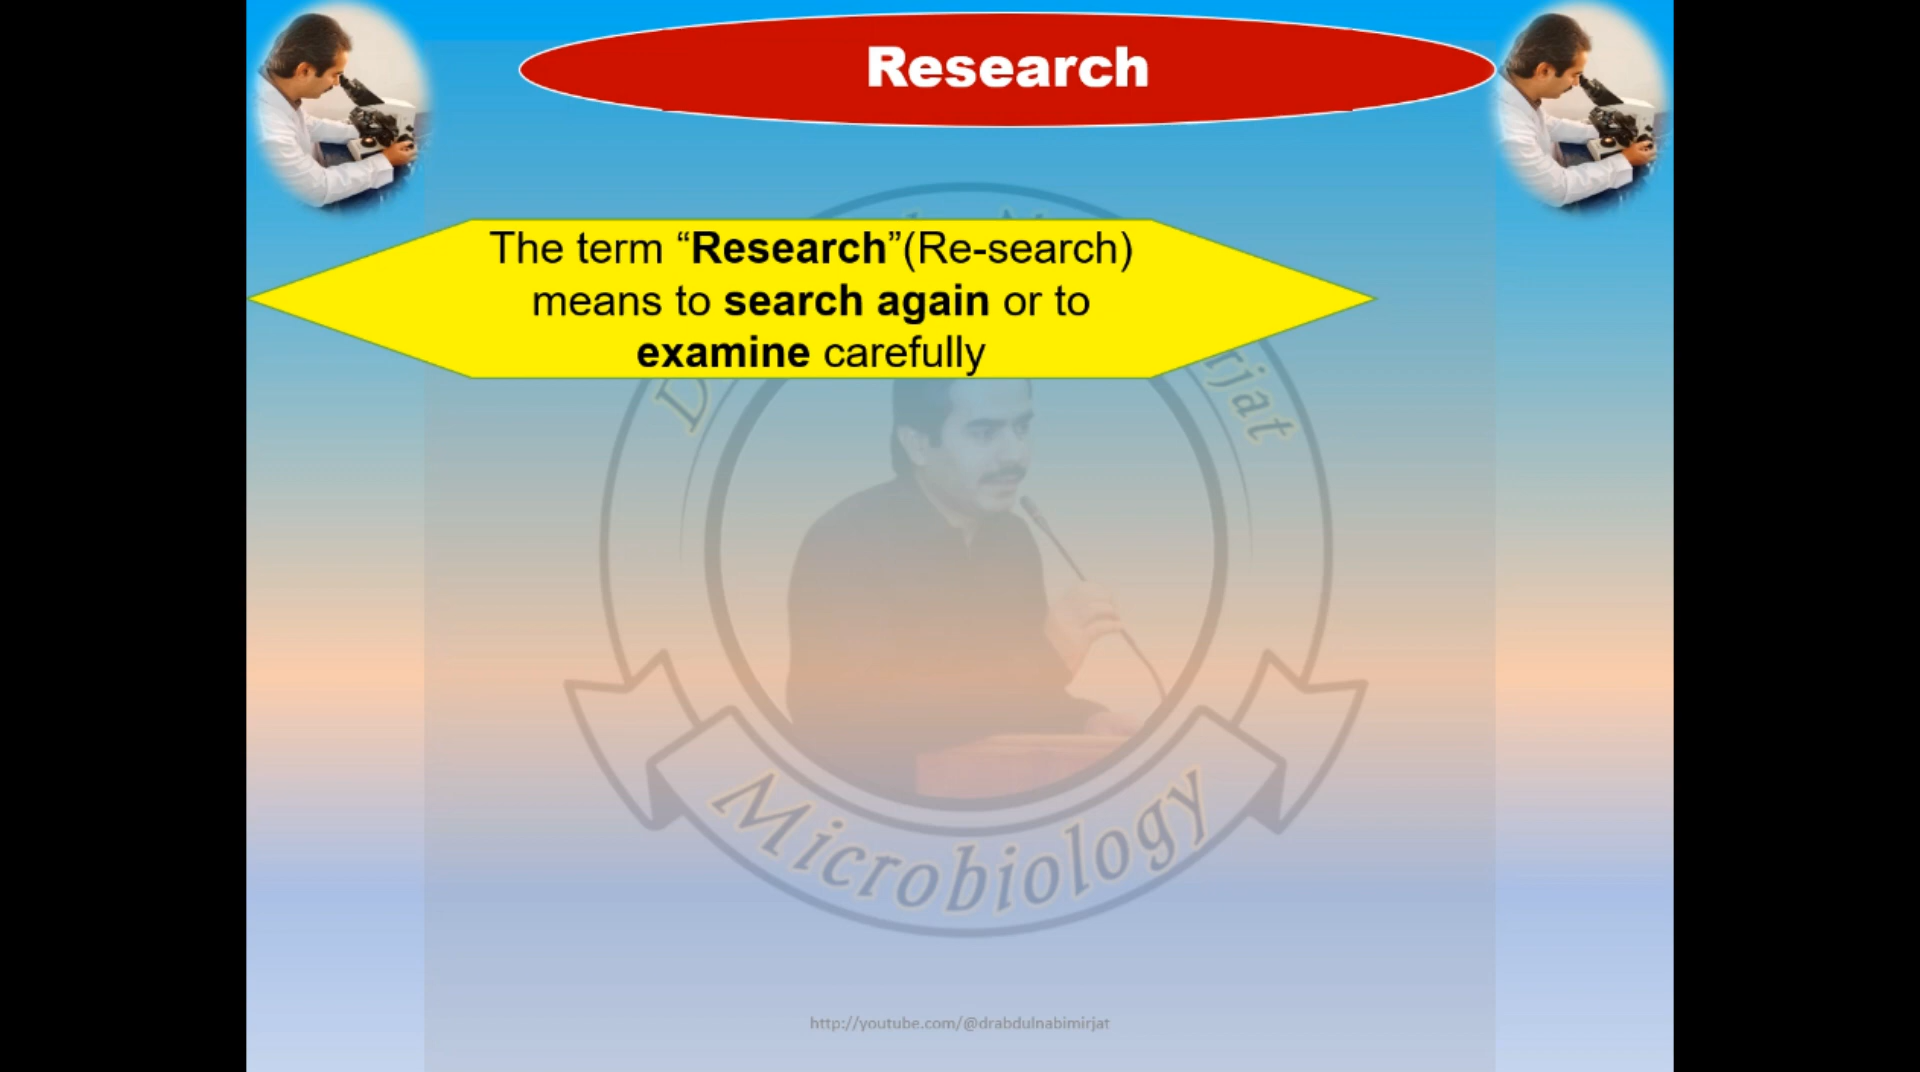 Research
The term “Research”(Re-search)
means to search again or to
examine carefully
rjat
Microbiology
http://youtube.com/@drabdulnabimirjat